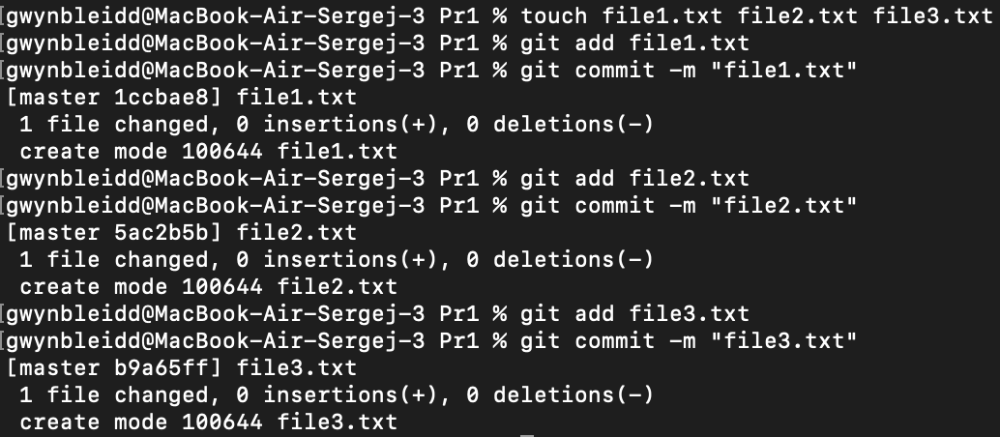 [gwynbleidd@MacBook-Air-Sergej-3 Pr1 % touch file1.txt file2.txt file3.txt
[gwynbleidd@MacBook-Air-Sergej-3 Pr1 % git add file1.txt
[gwynbleidd@MacBook-Air-Sergej-3 Pr1 % git commit -m "file1.txt"
[master 1ccbae8] file1.txt
 1 file changed, 0 insertions(+), 0 deletions(-)
 create mode 100644 file1.txt
[gwynbleidd@MacBook-Air-Sergej-3 Pr1 % git add file2.txt
[gwynbleidd@MacBook-Air-Sergej-3 Pr1 % git commit -m "file2.txt"
[master 5ac2b5b] file2.txt
 1 file changed, 0 insertions(+), 0 deletions(-)
 create mode 100644 file2.txt
[gwynbleidd@MacBook-Air-Sergej-3 Pr1 % git add file3.txt
[gwynbleidd@MacBook-Air-Sergej-3 Pr1 % git commit -m "file3.txt"
[master b9a65ff] file3.txt
 1 file changed, 0 insertions(+), 0 deletions(-)
 create mode 100644 file3.txt